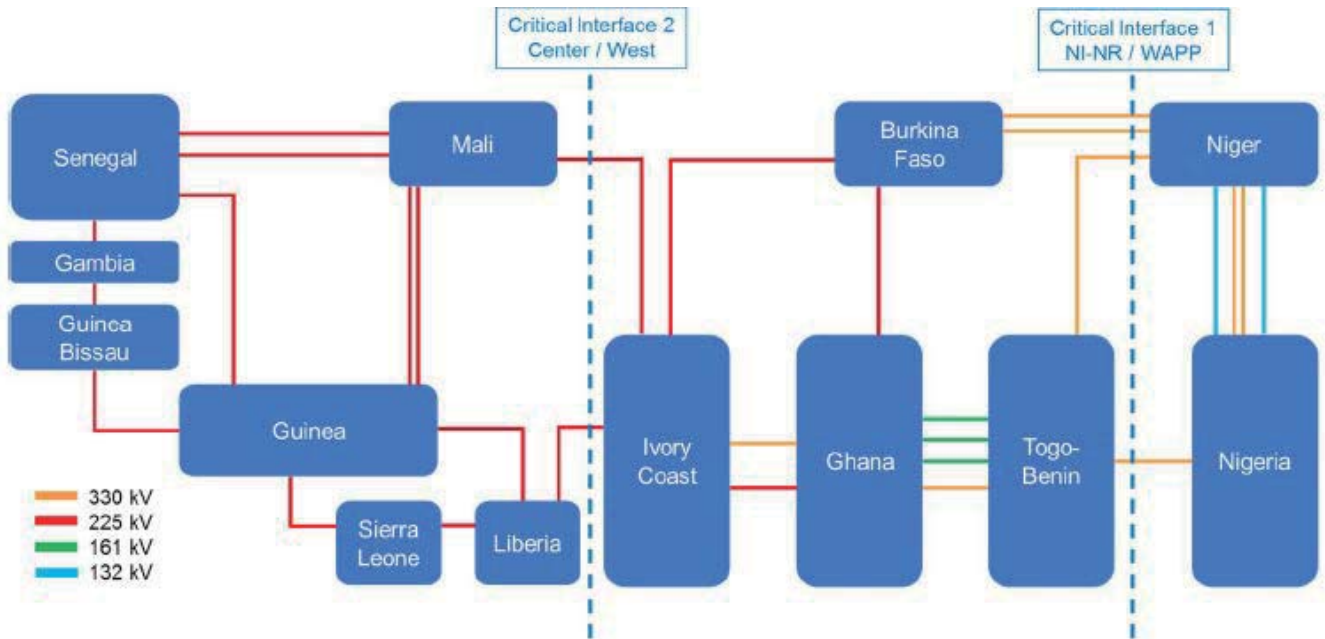 Critical Interface 2
Center / West
Critical Interface 1
NI-NR / WAPP
Senegal
Mali
Burkina
Faso
Niger
Gambia
Guinea
Bissau
Guinea
Ivory
Coast
Ghana
Togo-
Benin
Nigeria
Sierra
Leone
Liberia
330 kV
225 kV
161 kV
132 kV